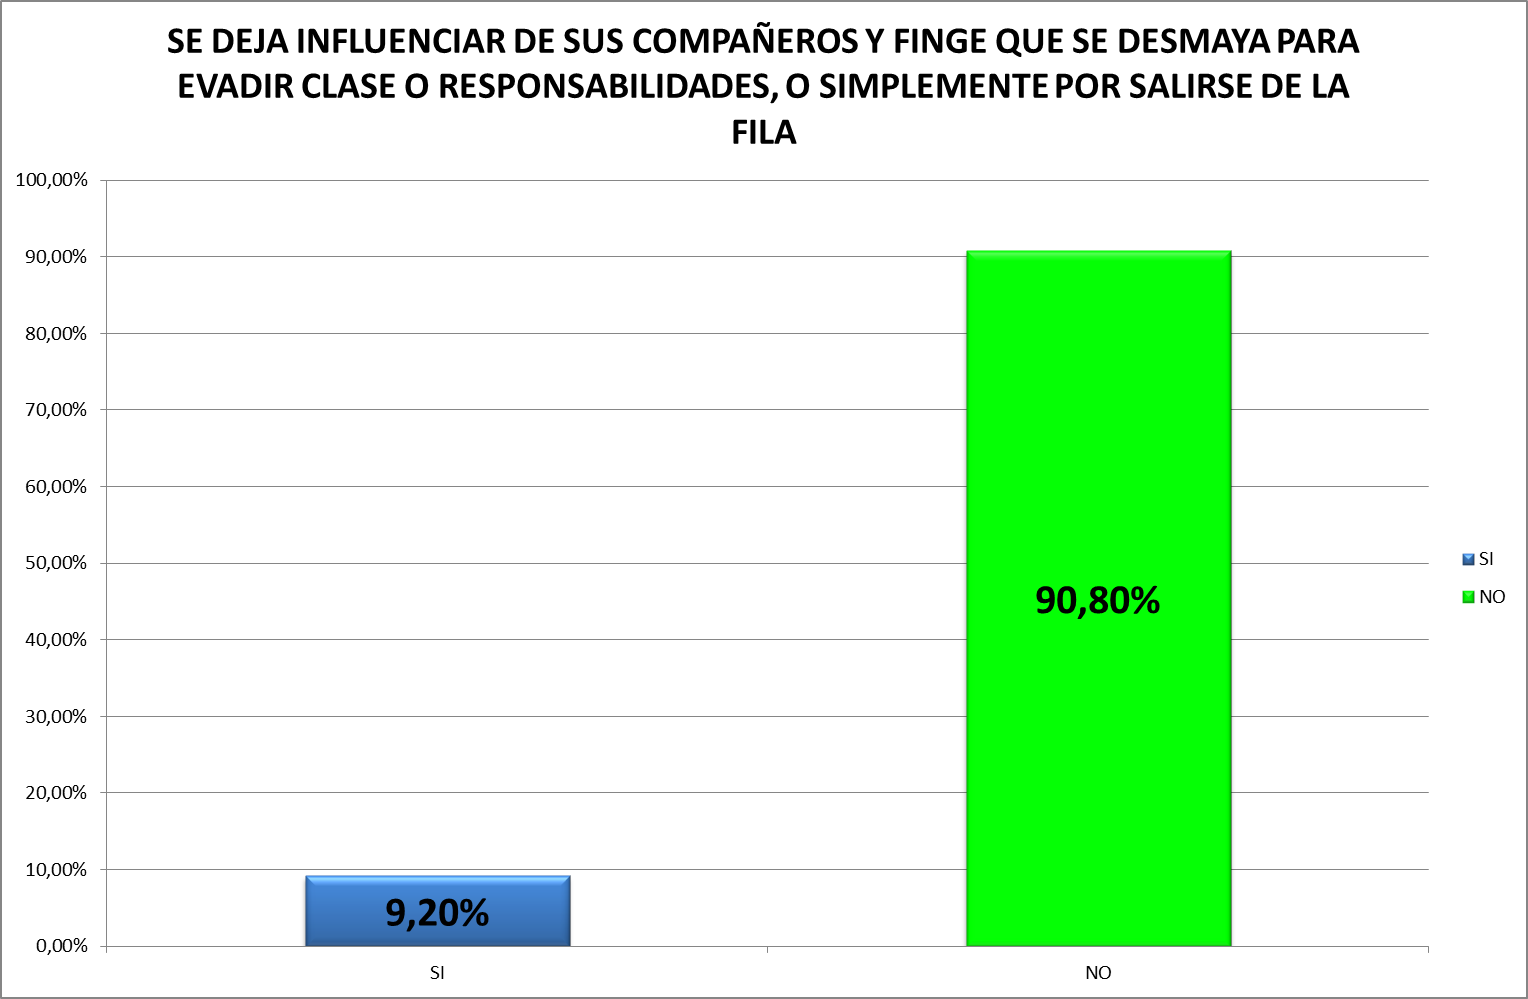 SE DEJA INFLUENCIAR DE SUS COMPAÑEROS Y FINGE QUE SE DESMAYA PARA
EVADIR CLASE O RESPONSABILIDADES, O SIMPLEMENTE POR SALIRSE DE LA
FILA
100,00%
90,00%
80,00%
70,00%
60,00%
50,00%
40,00%
30,00%
20,00%
10,00%
0,00%
9,20%
90,80%
SI
NO
SI
NO